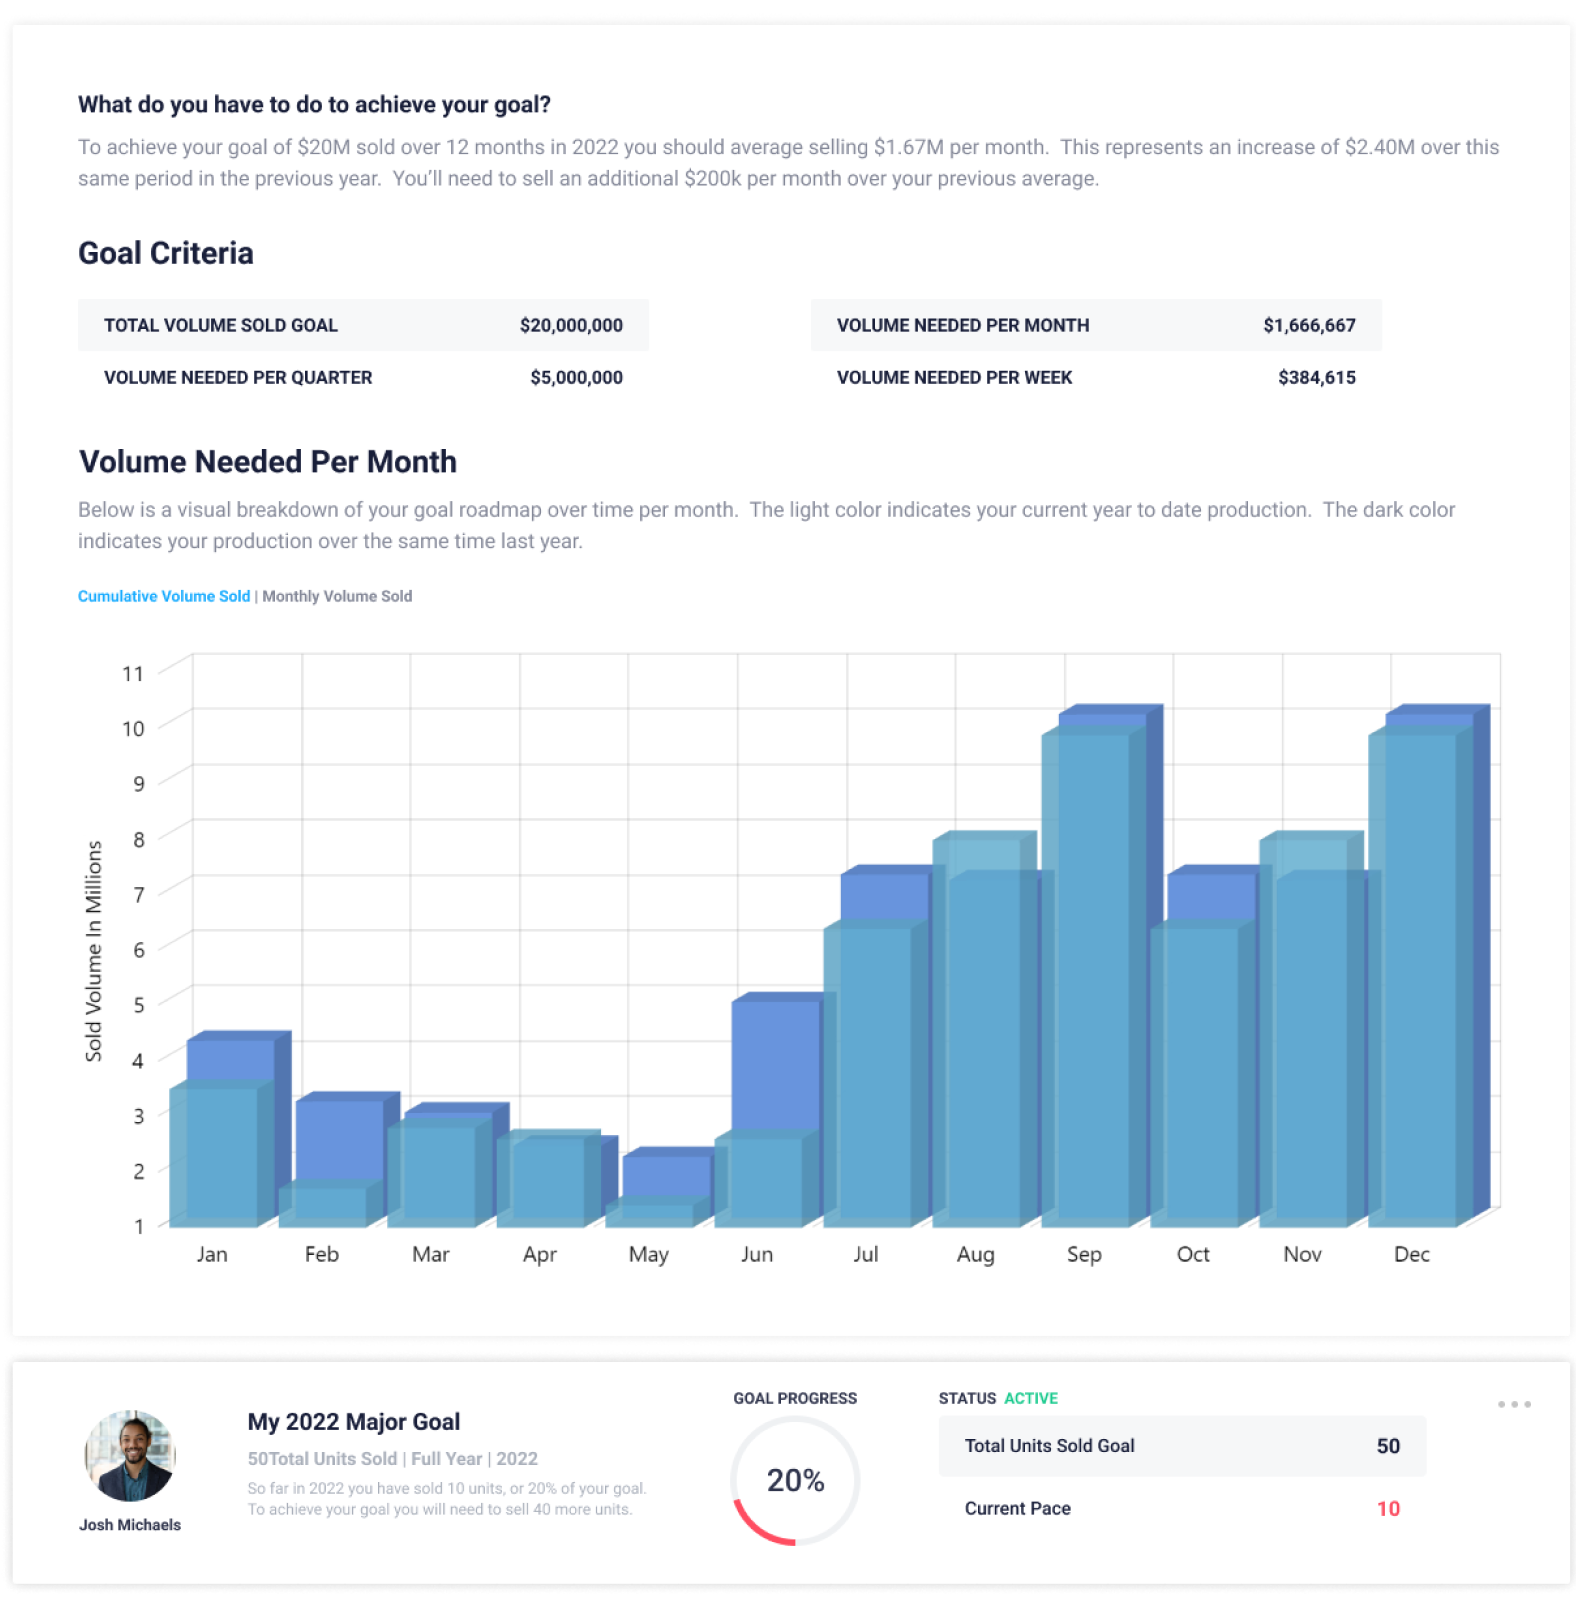 What do you have to do to achieve your goal?
To achieve your goal of $20M sold over 12 months in 2022 you should average selling $1.67M per month.  This represents an increase of $2.40M over this
same period in the previous year.  You’ll need to sell an additional $200k per month over your previous average.
Goal Criteria
TOTAL VOLUME SOLD GOAL $20,000,000
VOLUME NEEDED PER QUARTER $5,000,000
VOLUME NEEDED PER MONTH $1,666,667
VOLUME NEEDED PER WEEK $384,615
Volume Needed Per Month
Below is a visual breakdown of your goal roadmap over time per month.  The light color indicates your current year to date production.  The dark color
indicates your production over the same time last year.
Cumulative Volume Sold | Monthly Volume Sold
Sold Volume In Millions
11
10
9
8
7
6
5
4
3
2
1
Jan Feb Mar Apr May Jun Jul Aug Sep Oct Nov Dec
Josh Michaels
My 2022 Major Goal
50Total Units Sold | Full Year | 2022
So far in 2022 you have sold 10 units, or 20% of your goal.
To achieve your goal you will need to sell 40 more units.
GOAL PROGRESS
20%
STATUS ACTIVE
Total Units Sold Goal 50
Current Pace 10